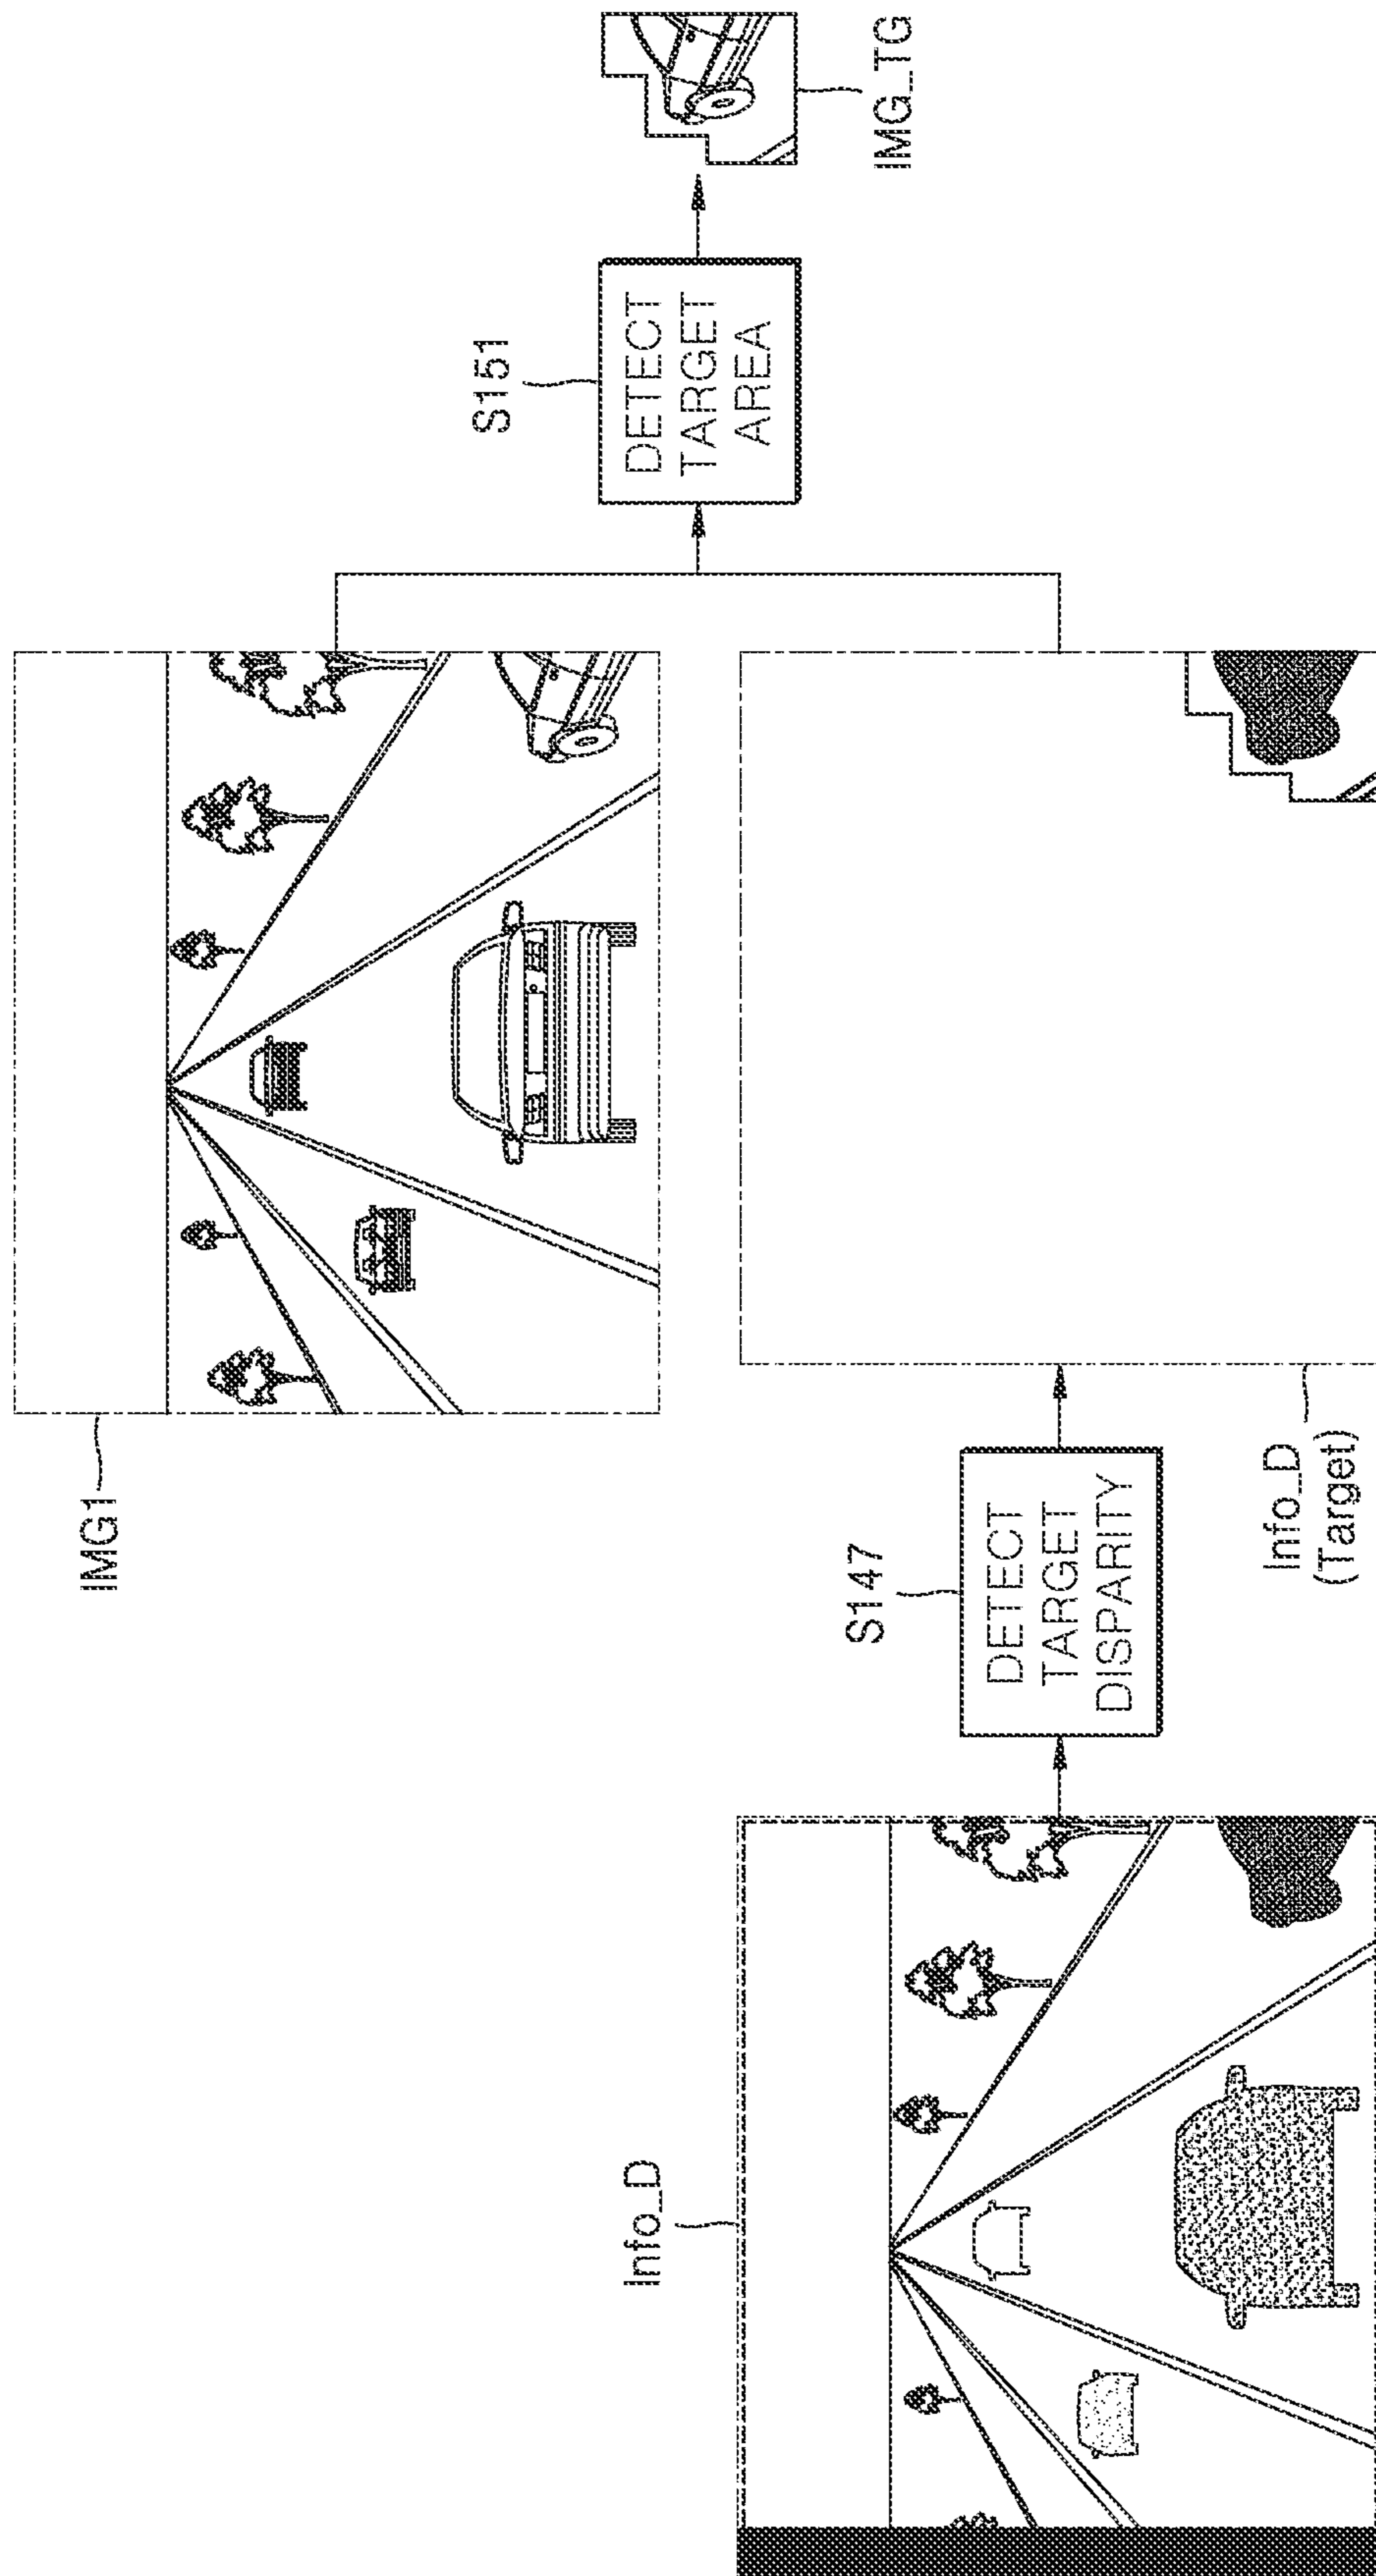 IMG1
Info_D
S147
DETECT
TARGET
DISPARITY
Info_D
(Target)
S151
DETECT
TARGET
AREA
IMG_TG